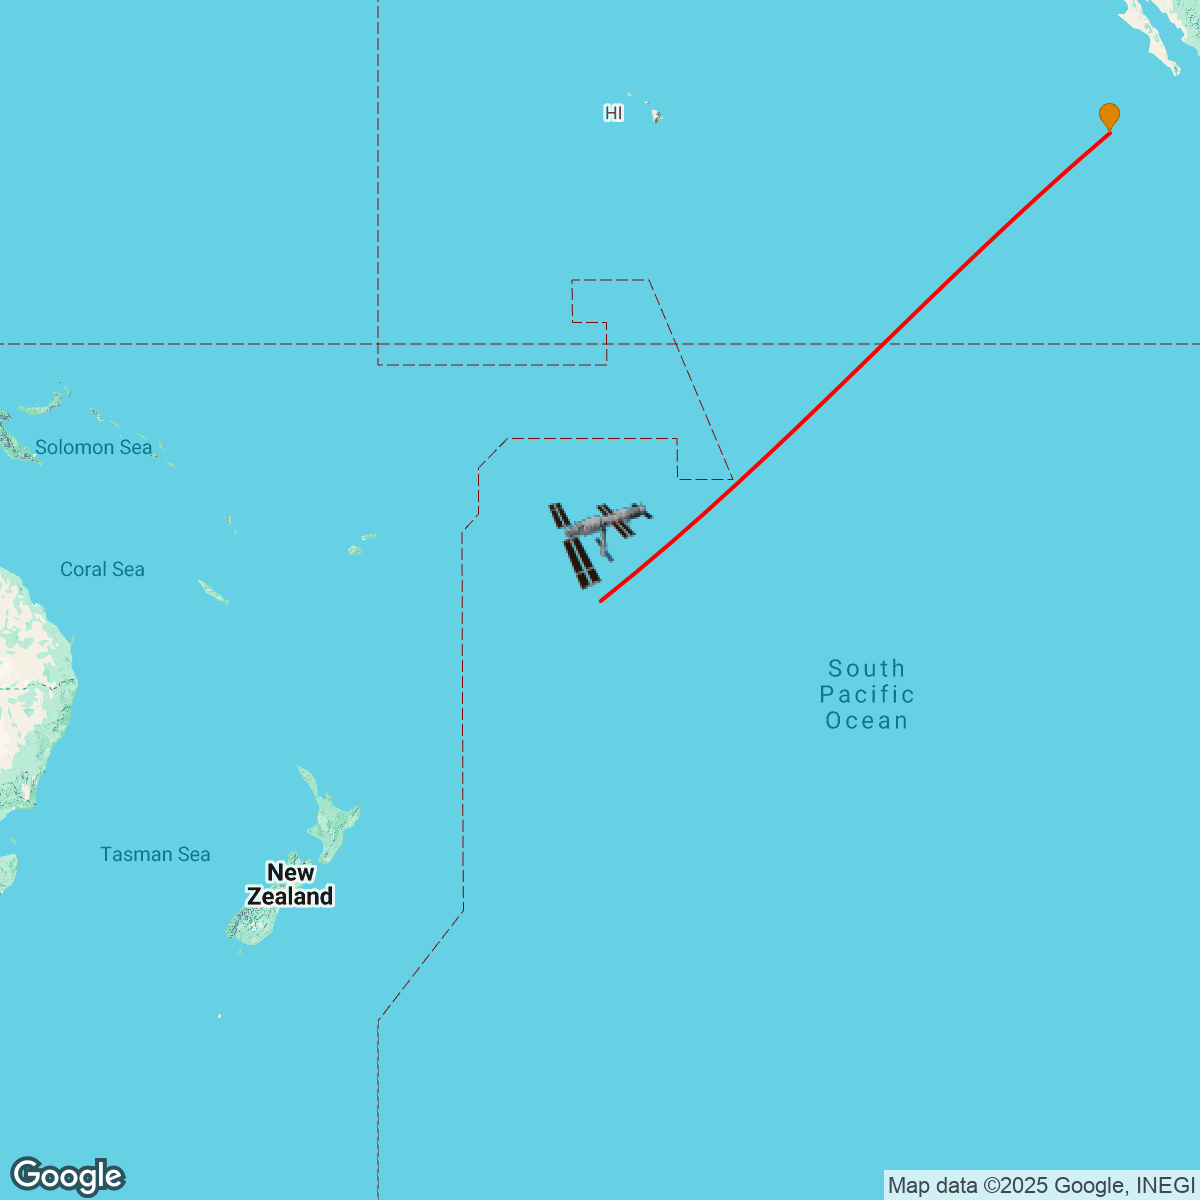 HI
Solomon Sea
Coral Sea
South
Pacific
Ocean
Tasman Sea
New
Zealand
Google
Map data ©2025 Google, INEGI